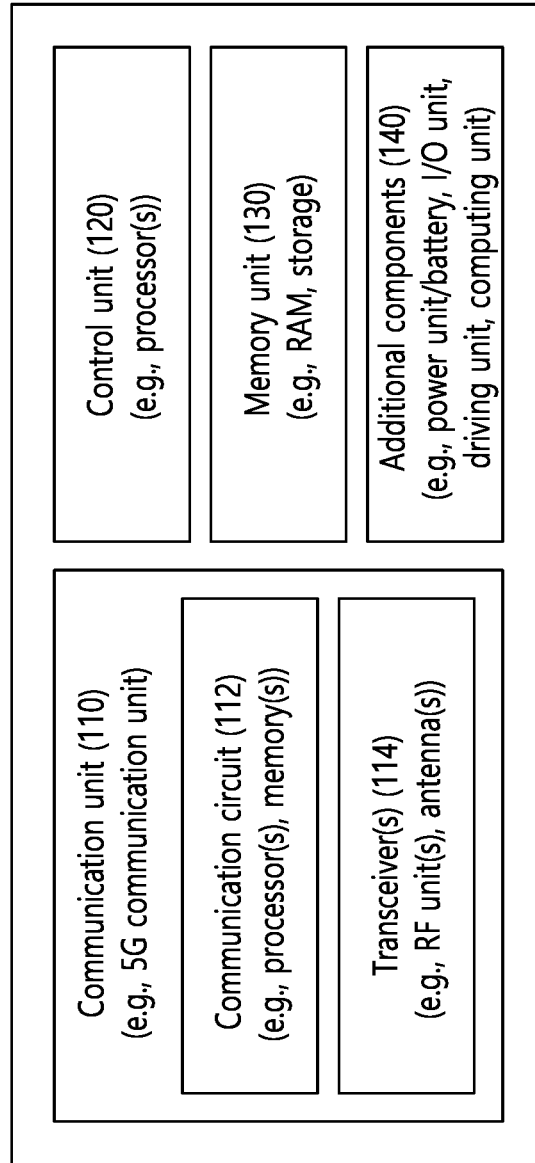 Communication unit (110)
(e.g., 5G communication unit)
Communication circuit (112)
(e.g., processor(s), memory(s))
Transceiver(s) (114)
(e.g., RF unit(s), antenna(s))
Control unit (120)
(e.g., processor(s))
Memory unit (130)
(e.g., RAM, storage)
Additional components (140)
(e.g., power unit/battery, I/O unit,
driving unit, computing unit)